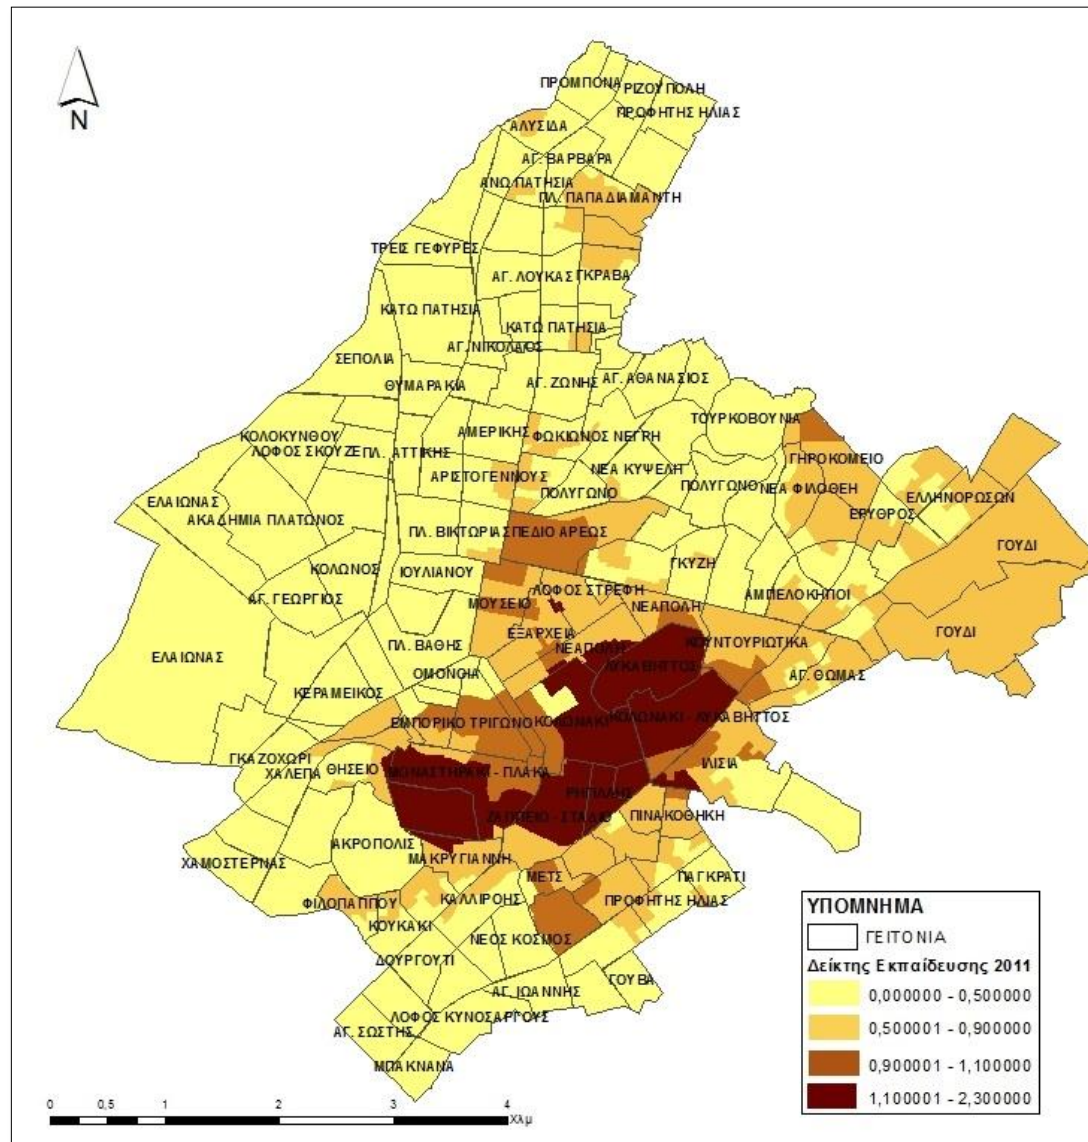 N
ΠΡΟΜΠΟΝΑ
ΡΙΖΟΥΠΟΛΗ
ΠΡΟΦΗΤΗΣ ΗΛΙΑΣ
ΑΛΥΣΙΔΑ
ΑΓ. ΒΑΡΒΑΡΑ
ΑΝΩ ΠΑΤΗΣΙΑ
ΠΛ. ΠΑΠΑΔΙΑΜΑΝΤΗ
ΤΡΕΙΣ ΓΕΦΥΡΕΣ
ΑΓ. ΛΟΥΚΑΣ
ΓΚΡΑΒΑ
ΚΑΤΩ ΠΑΤΗΣΙΑ
ΚΑΤΩ ΠΑΤΗΣΙΑ
ΑΓ. ΝΙΚΟΛΑΟΣ
ΣΕΠΟΛΙΑ
ΘΥΜΑΡΑΚΙΑ
ΑΓ. ΖΩΝΗΣ
ΑΓ. ΑΘΑΝΑΣΙΟΣ
ΤΟΥΡΚΟΒΟΥΝΙΑ
ΚΟΛΟΚΥΝΘΟΥ
ΛΟΦΟΣ ΣΚΟΥΖΕ
ΠΛ. ΑΤΤΙΚΗΣ
ΑΜΕΡΙΚΗΣ
ΦΩΚΙΩΝΟΣ ΝΕΓΡΗ
ΓΗΡΟΚΟΜΕΙΟ
ΑΡΙΣΤΟΓΕΝΝΟΥΣ
ΝΕΑ ΚΥΨΕΛΗ
ΠΟΛΥΓΩΝΟ
ΠΟΛΥΓΩΝΟ
ΝΕΑ ΦΙΛΟΘΕΗ
ΕΛΛΗΝΟΡΩΣΩΝ
ΕΡΥΘΡΟΣ
ΕΛΑΙΩΝΑΣ
ΑΚΑΔΗΜΙΑ ΠΛΑΤΩΝΟΣ
ΠΛ. ΒΙΚΤΩΡΙΑΣ
ΠΕΔΙΟ ΑΡΕΩΣ
ΓΟΥΔΙ
ΚΟΛΩΝΟΣ
ΙΟΥΛΙΑΝΟΥ
ΓΚΥΖΗ
ΛΟΦΟΣ ΣΤΡΕΦΗ
ΑΜΠΕΛΟΚΗΠΟΙ
ΑΓ. ΓΕΩΡΓΙΟΣ
ΜΟΥΣΕΙΟ
ΝΕΑΠΟΛΗ
ΓΟΥΔΙ
ΠΛ. ΒΑΘΗΣ
ΕΞΑΡΧΕΙΑ
ΝΕΑΠΟΛΗ
ΚΟΥΝΤΟΥΡΙΩΤΙΚΑ
ΕΛΑΙΩΝΑΣ
ΟΜΟΝΟΙΑ
ΛΥΚΑΒΗΤΤΟΣ
ΑΓ. ΘΩΜΑΣ
ΚΕΡΑΜΕΙΚΟΣ
ΕΜΠΟΡΙΚΟ ΤΡΙΓΩΝΟ
ΚΟΛΩΝΑΚΙ
ΚΟΛΩΝΑΚΙ - ΛΥΚΑΒΗΤΤΟΣ
ΓΚΑΖΟΧΩΡΙ
ΧΑΛΕΠΑ
ΘΗΣΕΙΟ
ΜΟΝΑΣΤΗΡΑΚΙ - ΠΛΑΚΑ
ΙΛΙΣΙΑ
ΡΗΓΙΛΛΗΣ
ΖΑΠΠΕΙΟ - ΣΤΑΔΙΟ
ΠΙΝΑΚΟΘΗΚΗ
ΑΚΡΟΠΟΛΙΣ
ΧΑΜΟΣΤΕΡΝΑΣ
ΜΑΚΡΥΓΙΑΝΝΗ
ΜΕΤΣ
ΠΑΓΚΡΑΤΙ
ΦΙΛΟΠΑΠΠΟΥ
ΚΑΛΛΙΡΟΗΣ
ΠΡΟΦΗΤΗΣ ΗΛΙΑΣ
ΚΟΥΚΑΚΙ
ΝΕΟΣ ΚΟΣΜΟΣ
ΔΟΥΡΓΟΥΤΙ
ΓΟΥΒΑ
ΑΓ. ΙΩΑΝΝΗΣ
ΛΟΦΟΣ ΚΥΝΟΣΑΡΓΟΥΣ
ΑΓ. ΣΩΣΤΗΣ
ΜΠΑΚΝΑΝΑ
ΥΠΟΜΝΗΜΑ
ΓΕΙΤΟΝΙΑ
Δείκτης Εκπαίδευσης 2011
0,000000 - 0,500000
0,500001 - 0,900000
0,900001 - 1,100000
1,100001 - 2,300000
0 0,5 1 2 3 4
Χλμ